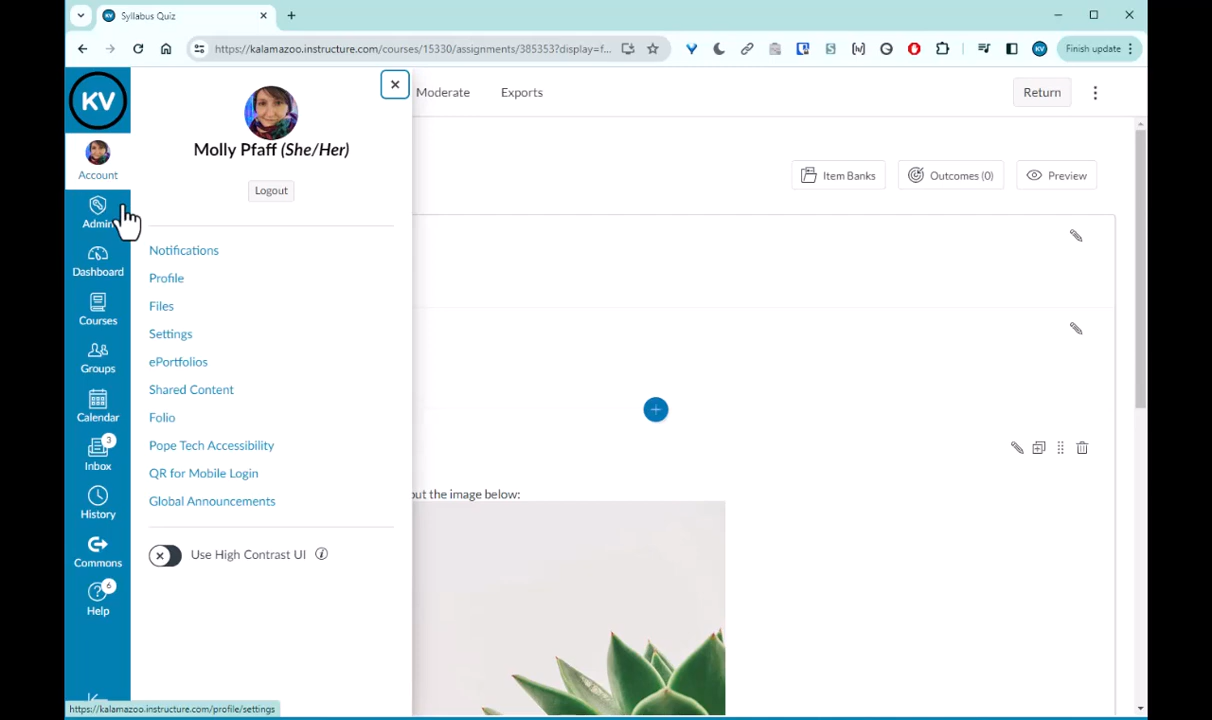 KV Syllabus Quiz
https://kalamazoo.instructure.com/courses/15330/assignments/385353?display=f...
KV
Finish update
KV
Account
Admin
Dashboard
Courses
Groups
Calendar
3
Inbox
History
Commons
6
Help
Molly Pfaff (She/Her)
Logout
Notifications
Profile
Files
Settings
ePortfolios
Shared Content
Folio
Pope Tech Accessibility
QR for Mobile Login
Global Announcements
Use High Contrast UI
Moderate
Exports
Return
Item Banks
Outcomes (0)
Preview
out the image below:
https://kalamazoo.instructure.com/profile/settings